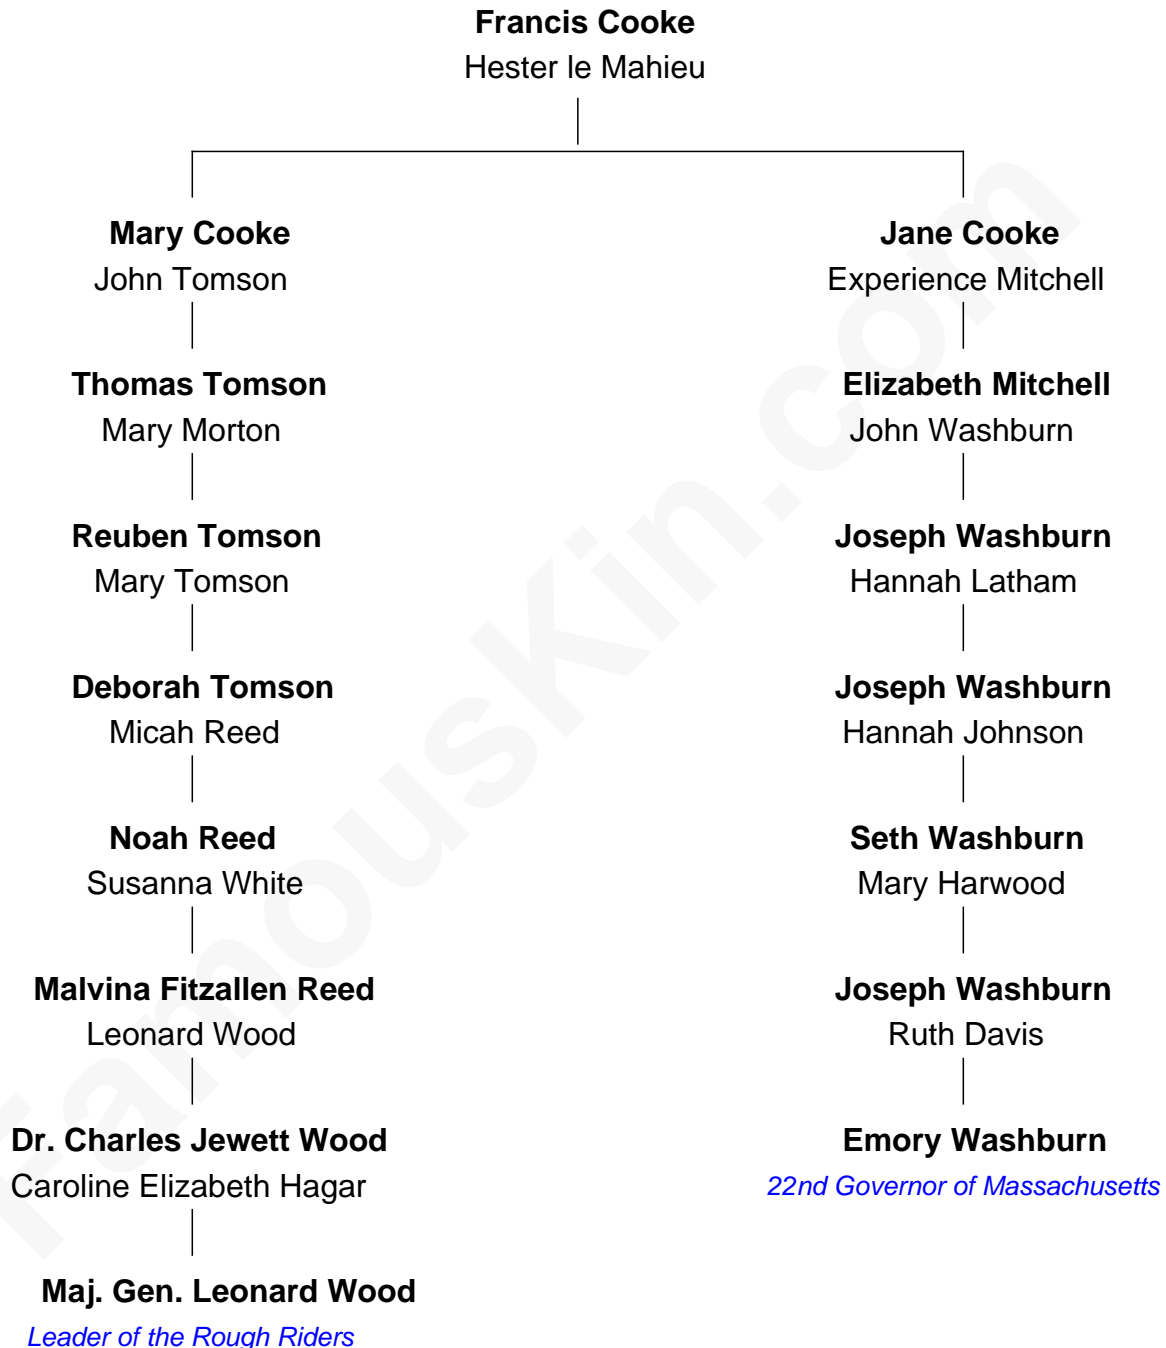 Francis Cooke
Hester le Mahieu
Mary Cooke
John Tomson
Jane Cooke
Experience Mitchell
Thomas Tomson
Mary Morton
Elizabeth Mitchell
John Washburn
Reuben Tomson
Mary Tomson
Joseph Washburn
Hannah Latham
Deborah Tomson
Micah Reed
Joseph Washburn
Hannah Johnson
Noah Reed
Susanna White
Seth Washburn
Mary Harwood
Malvina Fitzallen Reed
Leonard Wood
Joseph Washburn
Ruth Davis
Dr. Charles Jewett Wood
Caroline Elizabeth Hagar
Emory Washburn
22nd Governor of Massachusetts
Maj. Gen. Leonard Wood
Leader of the Rough Riders
FamousKin.com